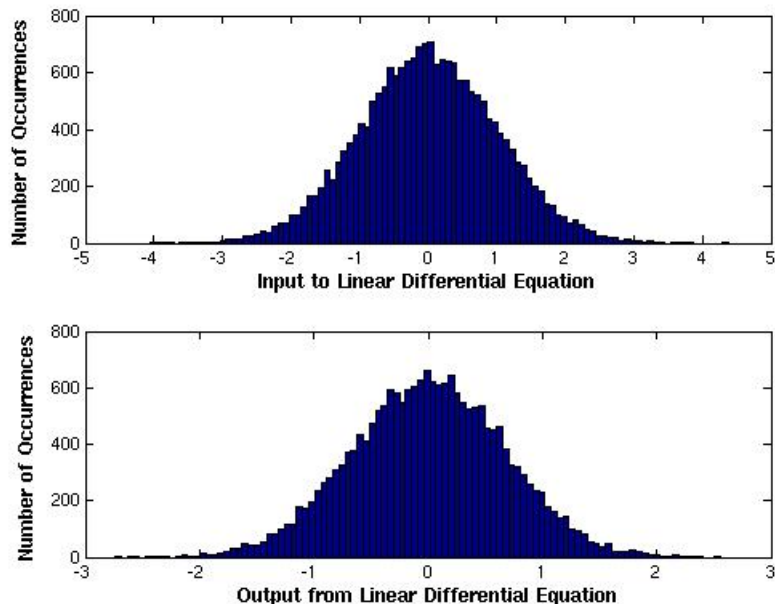 800
600
400
200
0
Number of Occurrences
-5 -4 -3 -2 -1 0 1 2 3 4 5
Input to Linear Differential Equation
800
600
400
200
0
Number of Occurrences
-3 -2 -1 0 1 2 3
Output from Linear Differential Equation